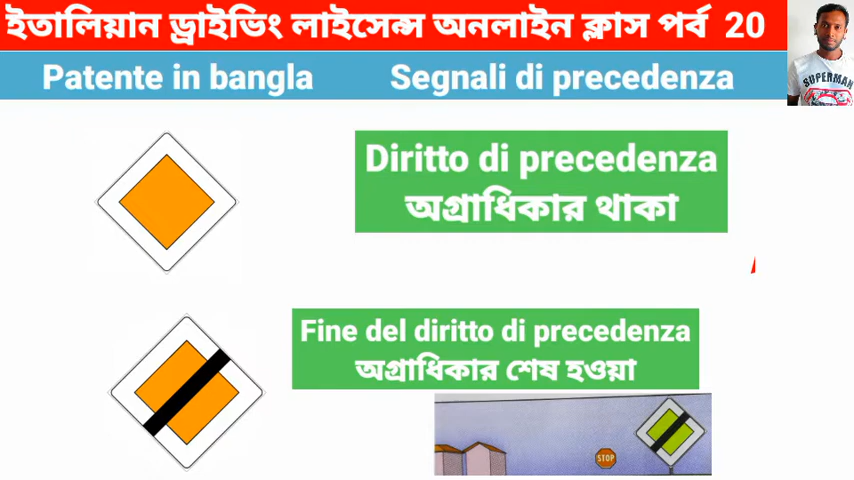 ইতালিয়ান ড্রাইভিং লাইসেন্স অনলাইন ক্লাস পর্ব 20
Patente in bangla Segnali di precedenza
SUPERMAN
Diritto di precedenza
অগ্রাধিকার থাকা
Fine del diritto di precedenza
অগ্রাধিকার শেষ হওয়া
STOP